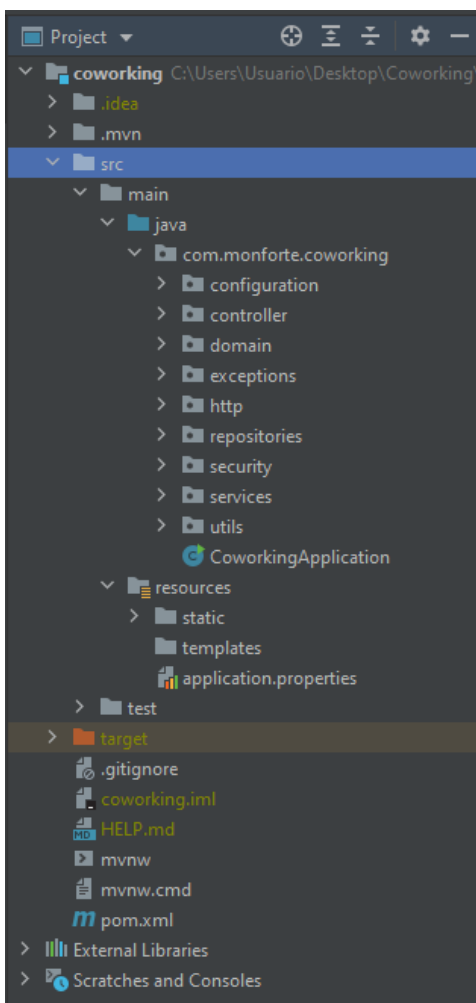 Project
coworking C:\Users\Usuario\Desktop\Coworking\
.idea
.mvn
src
main
java
com.monforte.coworking
configuration
controller
domain
exceptions
http
repositories
security
services
utils
CoworkingApplication
resources
static
templates
application.properties
test
target
.gitignore
coworking.iml
HELP.md
mvnw
mvnw.cmd
pom.xml
External Libraries
Scratches and Consoles